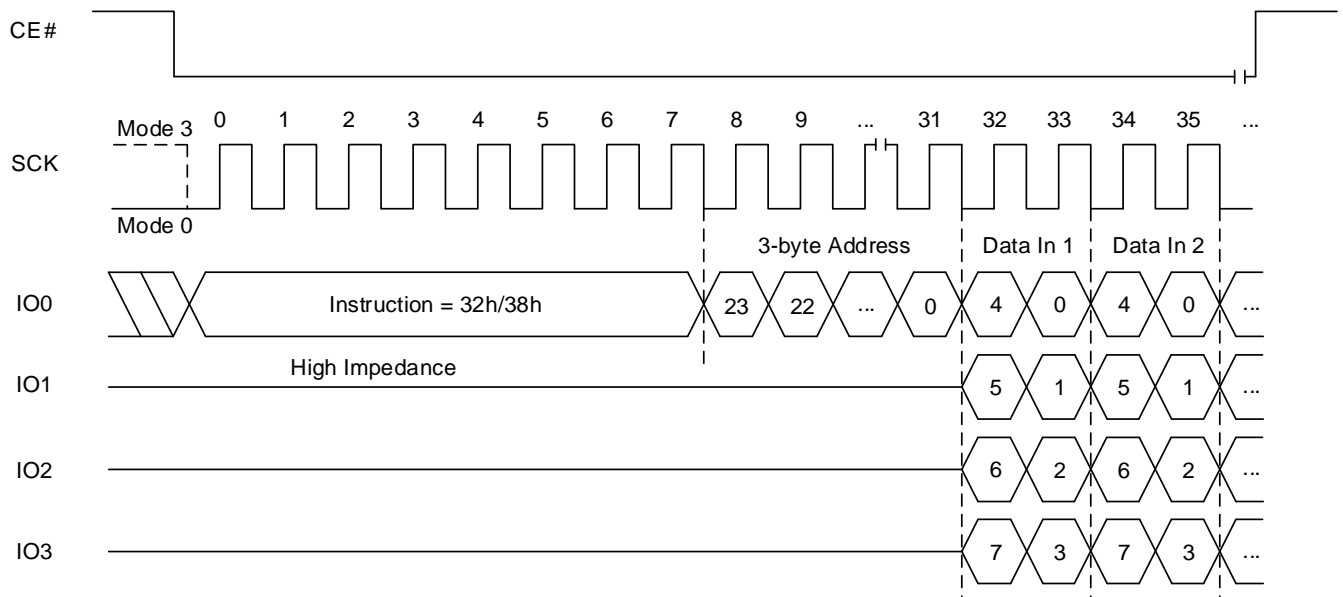 CE#
Mode 3 0 1 2 3 4 5 6 7 8 9 ... 31 32 33 34 35 ...
SCK
Mode 0
3-byte Address Data In 1 Data In 2
IO0 Instruction = 32h/38h 23 22 ... 0 4 0 4 0 ...
High Impedance
IO1 5 1 5 1 ...
IO2 6 2 6 2 ...
IO3 7 3 7 3 ...